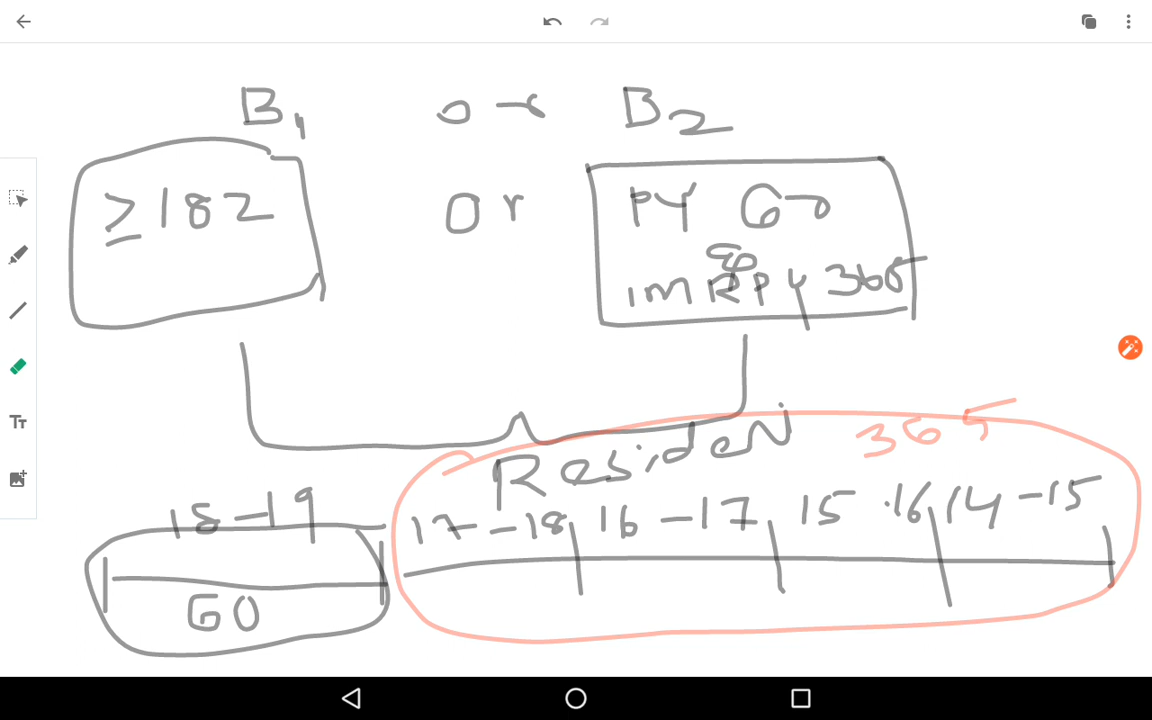 B1 or B2
≥182 or PY 60
&
imRPY 365
Resident 365
18-19 17-18 16-17 15-16 14-15
60